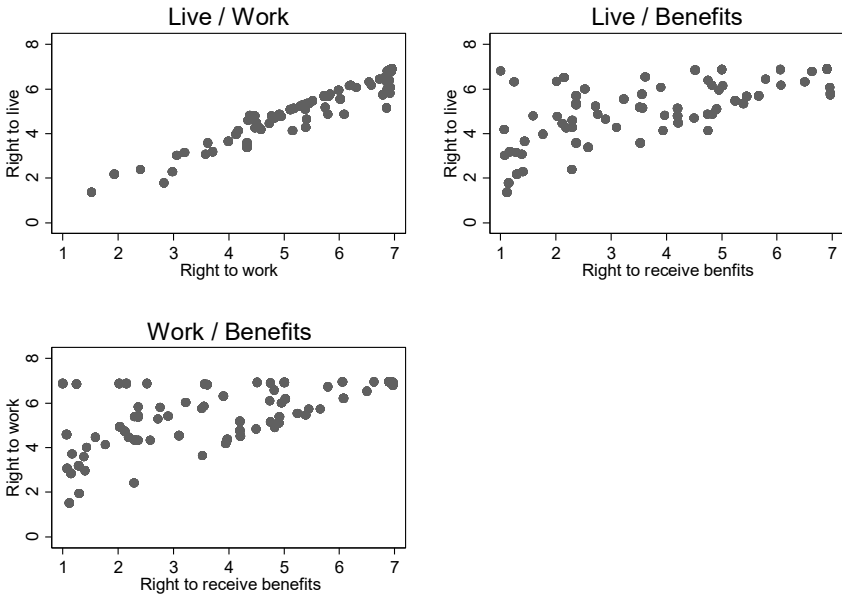 Live / Work
Right to live
8
6
4
2
0
1 2 3 4 5 6 7
Right to work
Live / Benefits
Right to live
8
6
4
2
0
1 2 3 4 5 6 7
Right to receive benfits
Work / Benefits
Right to work
8
6
4
2
0
1 2 3 4 5 6 7
Right to receive benefits